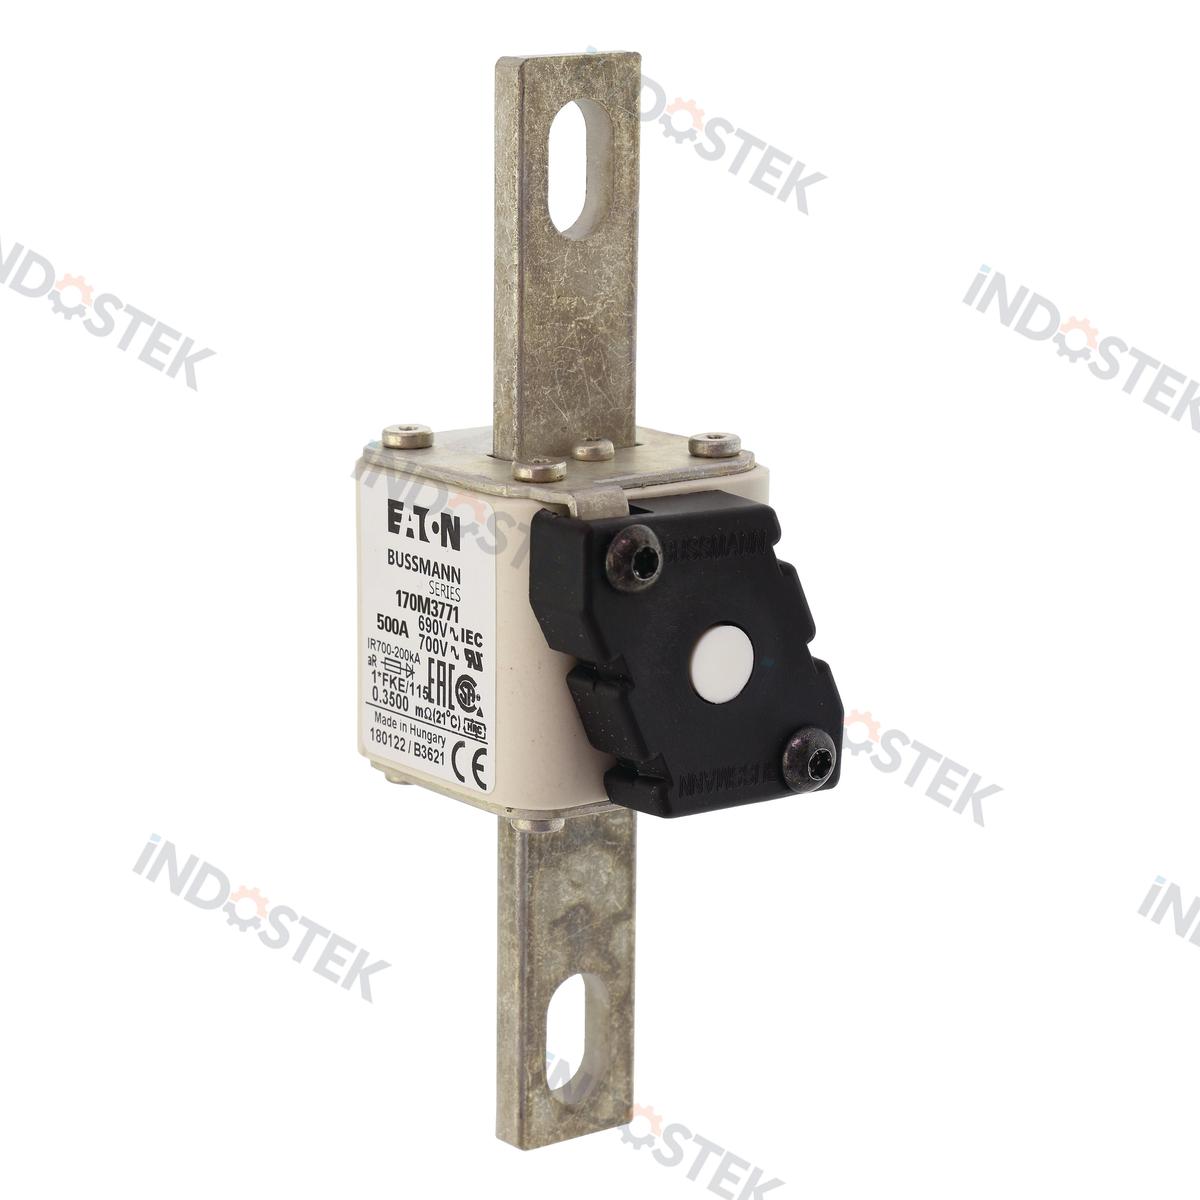 iNDOSTEK
iNDOSTEK
iNDOSTEK
iNDOSTEK
EATON
BUSSMANN
SERIES
170M3771
500A 690V~IEC
700V~
IR700-200kA
aR
1*FKE/115 EAC
0.3500 mΩ(21°C)
Made in Hungary
180122/B3621 CE
BUSSMANN
BUSSMANN
iNDOSTEK
iNDOSTEK
iNDOSTEK